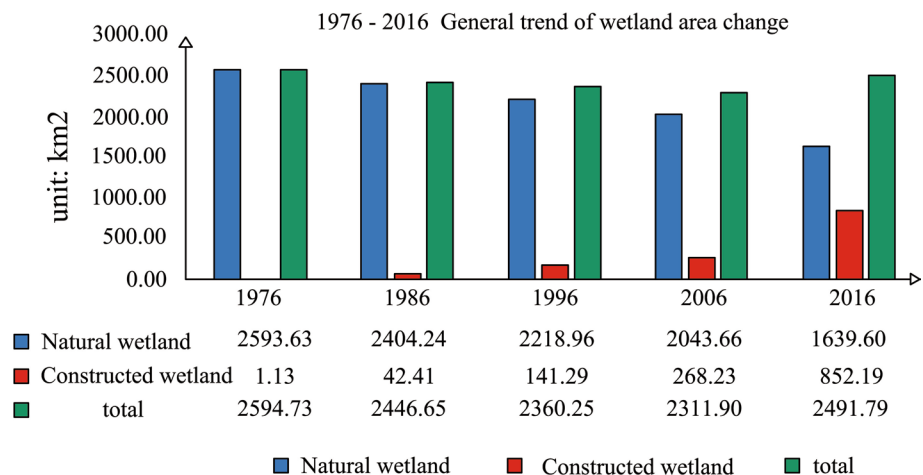 1976 - 2016 General trend of wetland area change
3000.00
2500.00
2000.00
1500.00
1000.00
500.00
0.00
unit: km2
1976 1986 1996 2006 2016
Natural wetland 2593.63 2404.24 2218.96 2043.66 1639.60
Constructed wetland 1.13 42.41 141.29 268.23 852.19
total 2594.73 2446.65 2360.25 2311.90 2491.79
Natural wetland Constructed wetland total